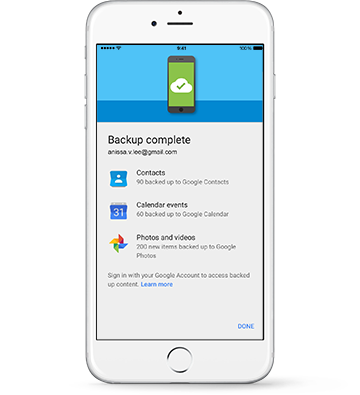 9:41
100%
Backup complete
anissa.v.lee@gmail.com
Contacts
90 backed up to Google Contacts
31
Calendar events
60 backed up to Google Calendar
Photos and videos
200 new items backed up to Google
Photos
Sign in with your Google Account to access backed
up content. Learn more
DONE